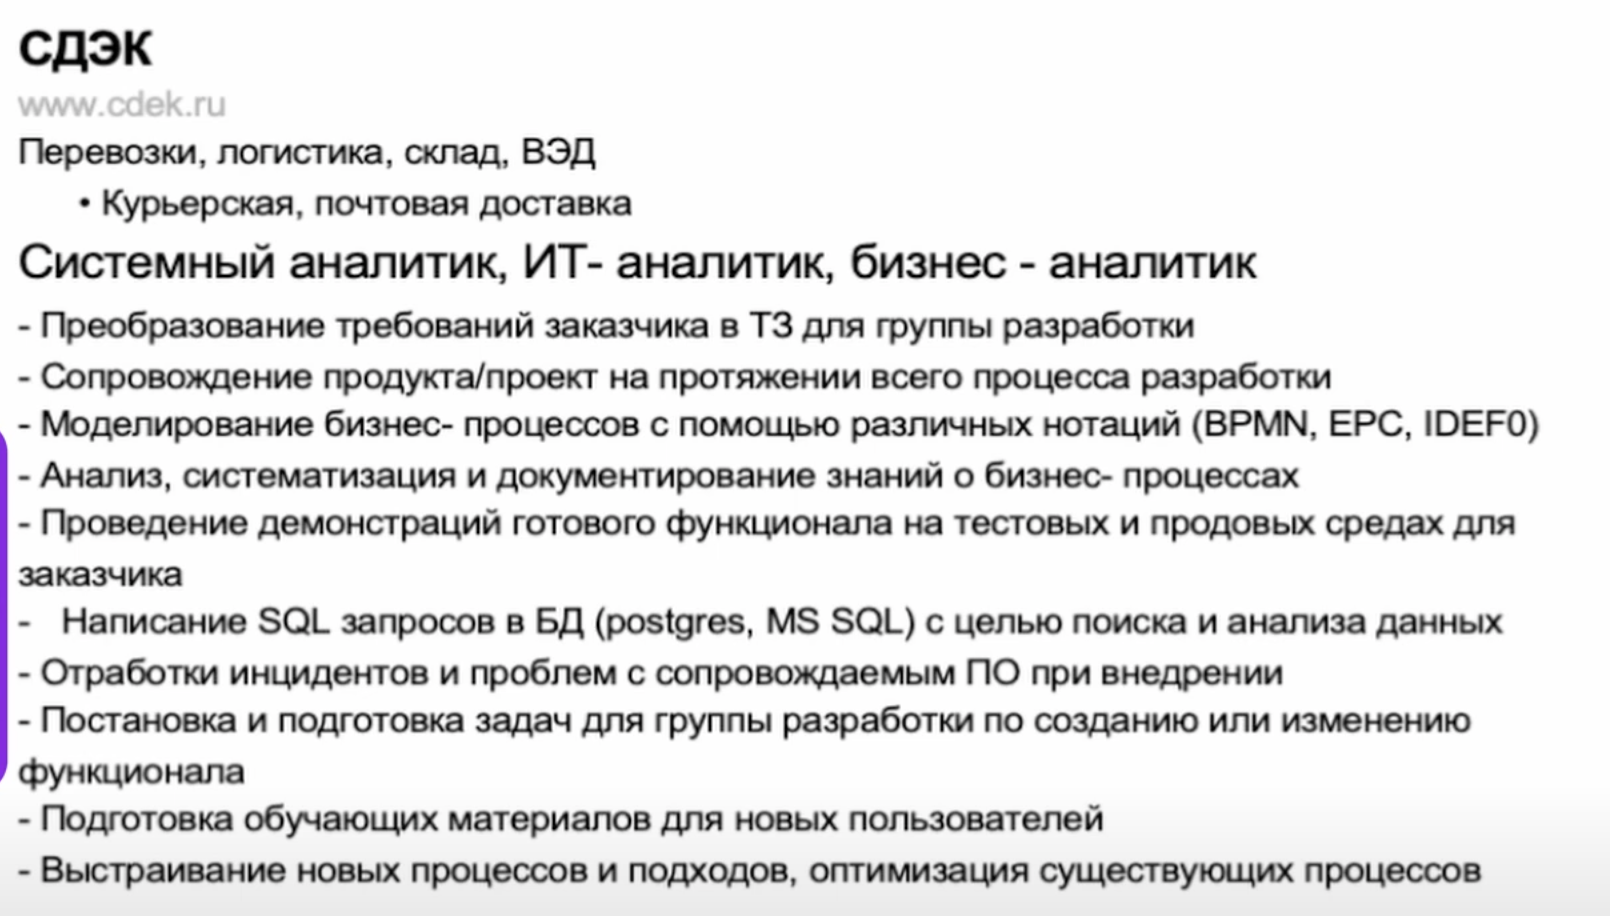 СДЭК
www.cdek.ru
Перевозки, логистика, склад, ВЭД
• Курьерская, почтовая доставка
Системный аналитик, ИТ- аналитик, бизнес - аналитик
- Преобразование требований заказчика в ТЗ для группы разработки
- Сопровождение продукта/проект на протяжении всего процесса разработки
- Моделирование бизнес- процессов с помощью различных нотаций (BPMN, EPC, IDEF0)
- Анализ, систематизация и документирование знаний о бизнес- процессах
- Проведение демонстраций готового функционала на тестовых и продовых средах для
заказчика
- Написание SQL запросов в БД (postgres, MS SQL) с целью поиска и анализа данных
- Отработки инцидентов и проблем с сопровождаемым ПО при внедрении
- Постановка и подготовка задач для группы разработки по созданию или изменению
функционала
- Подготовка обучающих материалов для новых пользователей
- Выстраивание новых процессов и подходов, оптимизация существующих процессов